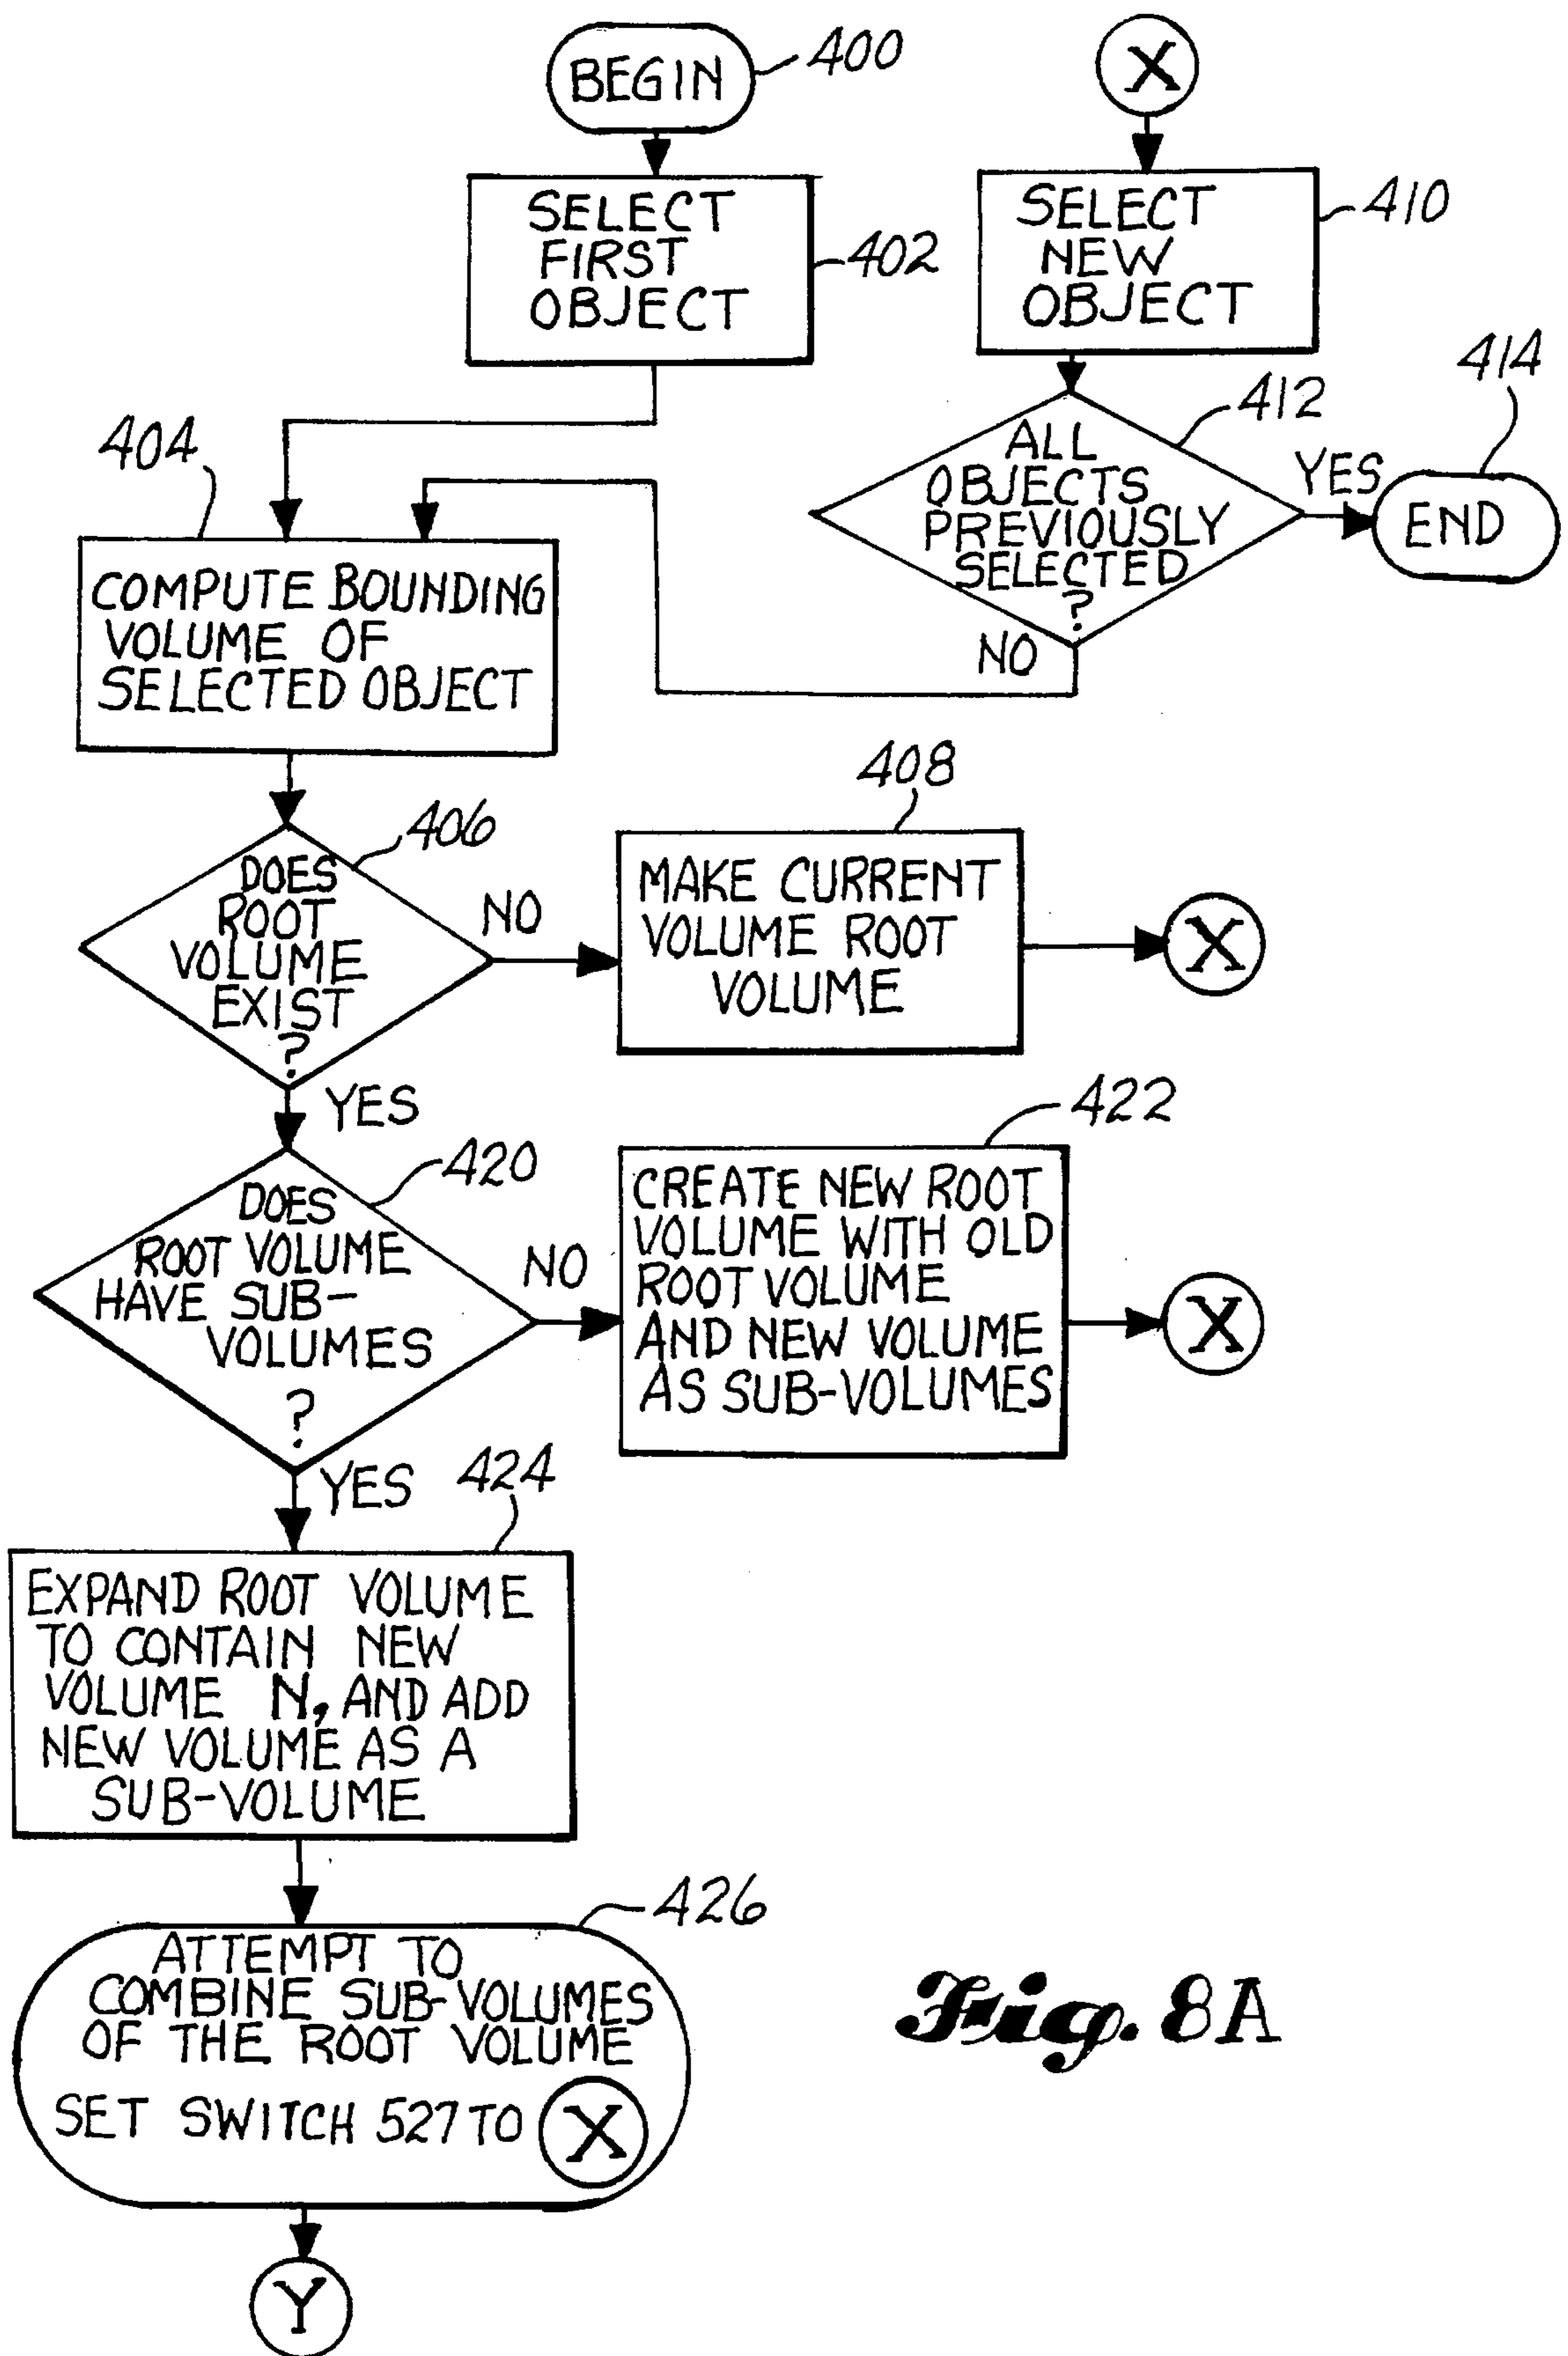 BEGIN
400
X
SELECT
FIRST
OBJECT
402
SELECT
NEW
OBJECT
410
404
412
414
ALL
OBJECTS
PREVIOUSLY
SELECTED
?
YES
END
NO
COMPUTE BOUNDING
VOLUME OF
SELECTED OBJECT
406
408
DOES
ROOT
VOLUME
EXIST
?
NO
MAKE CURRENT
VOLUME ROOT
VOLUME
X
YES
420
422
DOES
ROOT VOLUME
HAVE SUB-
VOLUMES
?
NO
CREATE NEW ROOT
VOLUME WITH OLD
ROOT VOLUME
AND NEW VOLUME
AS SUB-VOLUMES
X
YES
424
EXPAND ROOT VOLUME
TO CONTAIN NEW
VOLUME N, AND ADD
NEW VOLUME AS A
SUB-VOLUME
426
ATTEMPT TO
COMBINE SUB-VOLUMES
OF THE ROOT VOLUME
SET SWITCH 527 TO X
Y
Fig. 8A